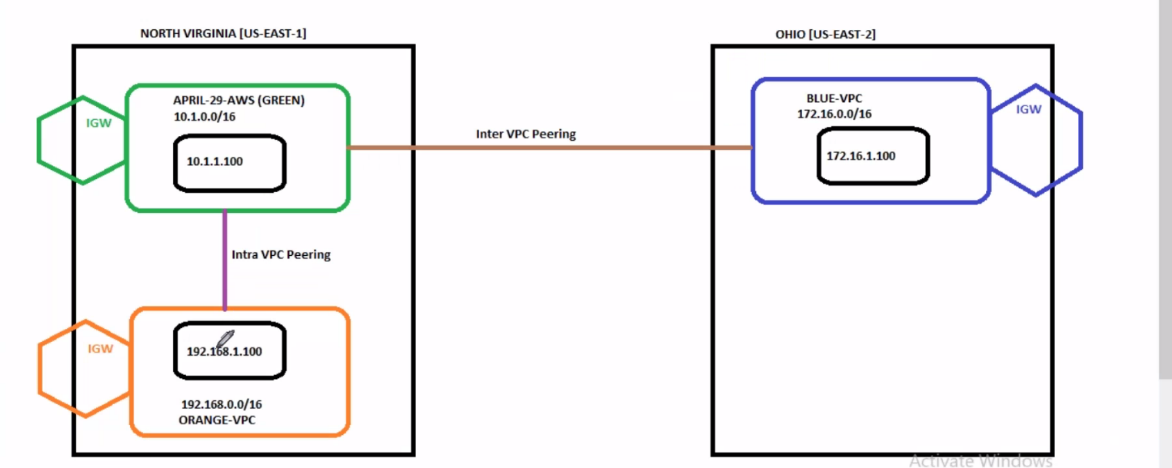 NORTH VIRGINIA [US-EAST-1]
OHIO [US-EAST-2]
IGW
APRIL-29-AWS (GREEN)
10.1.0.0/16
10.1.1.100
Inter VPC Peering
BLUE-VPC
172.16.0.0/16
172.16.1.100
IGW
Intra VPC Peering
IGW
192.168.1.100
192.168.0.0/16
ORANGE-VPC
Activate Windows